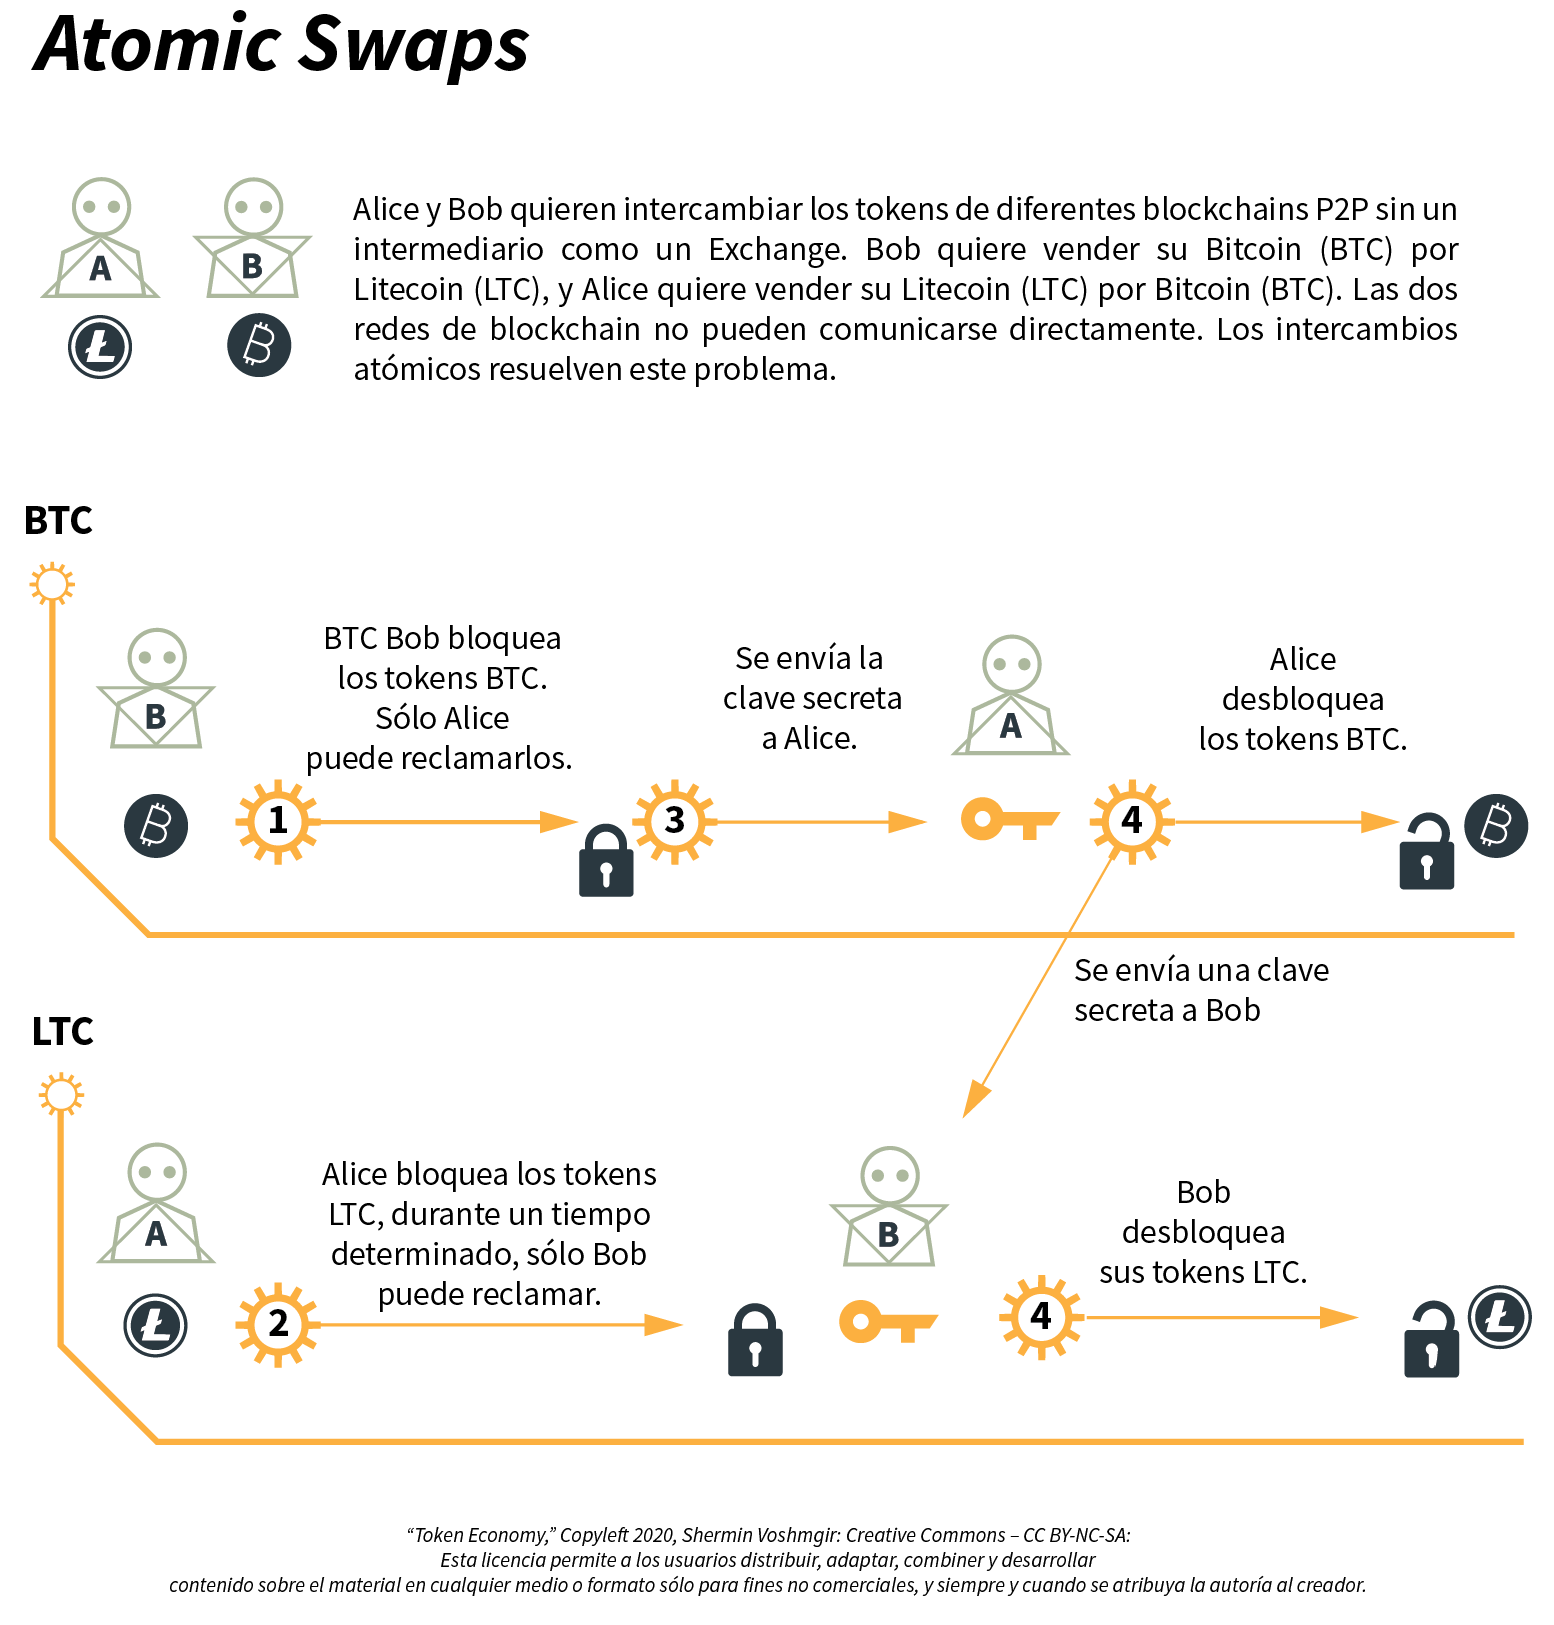 Atomic Swaps
A
B
Alice y Bob quieren intercambiar los tokens de diferentes blockchains P2P sin un
intermediario como un Exchange. Bob quiere vender su Bitcoin (BTC) por
Litecoin (LTC), y Alice quiere vender su Litecoin (LTC) por Bitcoin (BTC). Las dos
redes de blockchain no pueden comunicarse directamente. Los intercambios
atómicos resuelven este problema.
BTC
B
BTC Bob bloquea
los tokens BTC.
Sólo Alice
puede reclamarlos.
1
3
Se envía la
clave secreta
a Alice.
A
4
Alice
desbloquea
los tokens BTC.
Se envía una clave
secreta a Bob
LTC
A
Alice bloquea los tokens
LTC, durante un tiempo
determinado, sólo Bob
puede reclamar.
2
B
4
Bob
desbloquea
sus tokens LTC.
“Token Economy,” Copyleft 2020, Shermin Voshmgir: Creative Commons – CC BY-NC-SA:
Esta licencia permite a los usuarios distribuir, adaptar, combiner y desarrollar
contenido sobre el material en cualquier medio o formato sólo para fines no comerciales, y siempre y cuando se atribuya la autoría al creador.